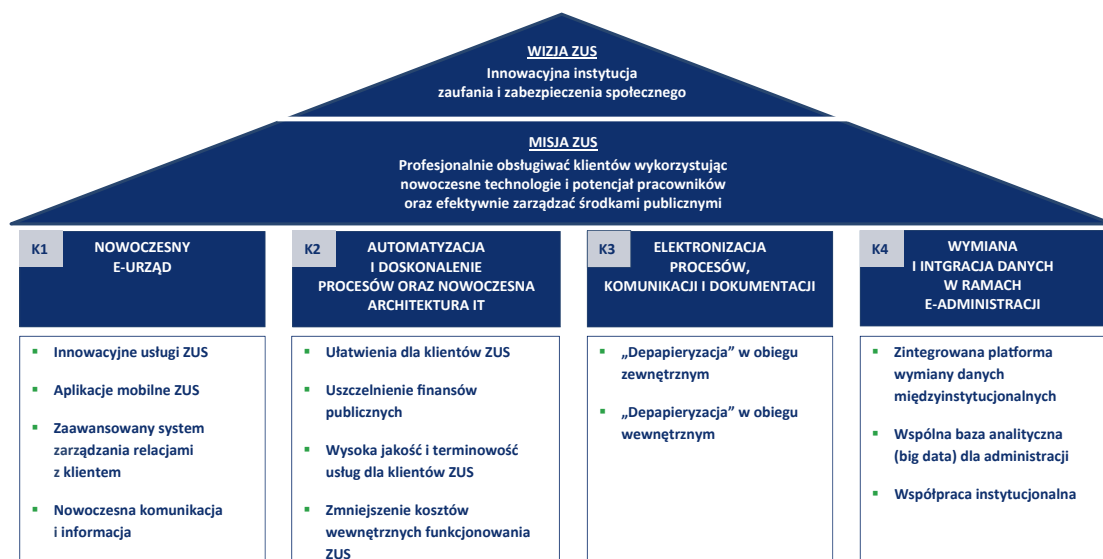 WIZJA ZUS
Innowacyjna instytucja
zaufania i zabezpieczenia społecznego
MISJA ZUS
Profesjonalnie obsługiwać klientów wykorzystując
nowoczesne technologie i potencjał pracowników
oraz efektywnie zarządzać środkami publicznymi
K1
NOWOCZESNY
E-URZĄD
▪ Innowacyjne usługi ZUS
▪ Aplikacje mobilne ZUS
▪ Zaawansowany system
zarządzania relacjami
z klientem
▪ Nowoczesna komunikacja
i informacja
K2
AUTOMATYZACJA
I DOSKONALENIE
PROCESÓW ORAZ NOWOCZESNA
ARCHITEKTURA IT
▪ Ułatwienia dla klientów ZUS
▪ Uszczelnienie finansów
publicznych
▪ Wysoka jakość i terminowość
usług dla klientów ZUS
▪ Zmniejszenie kosztów
wewnętrznych funkcjonowania
ZUS
K3
ELEKTRONIZACJA
PROCESÓW,
KOMUNIKACJI I DOKUMENTACJI
▪ „Depapieryzacja” w obiegu
zewnętrznym
▪ „Depapieryzacja” w obiegu
wewnętrznym
K4
WYMIANA
I INTGRACJA DANYCH
W RAMACH
E-ADMINISTRACJI
▪ Zintegrowana platforma
wymiany danych
międzyinstytucjonalnych
▪ Wspólna baza analityczna
(big data) dla administracji
▪ Współpraca instytucjonalna